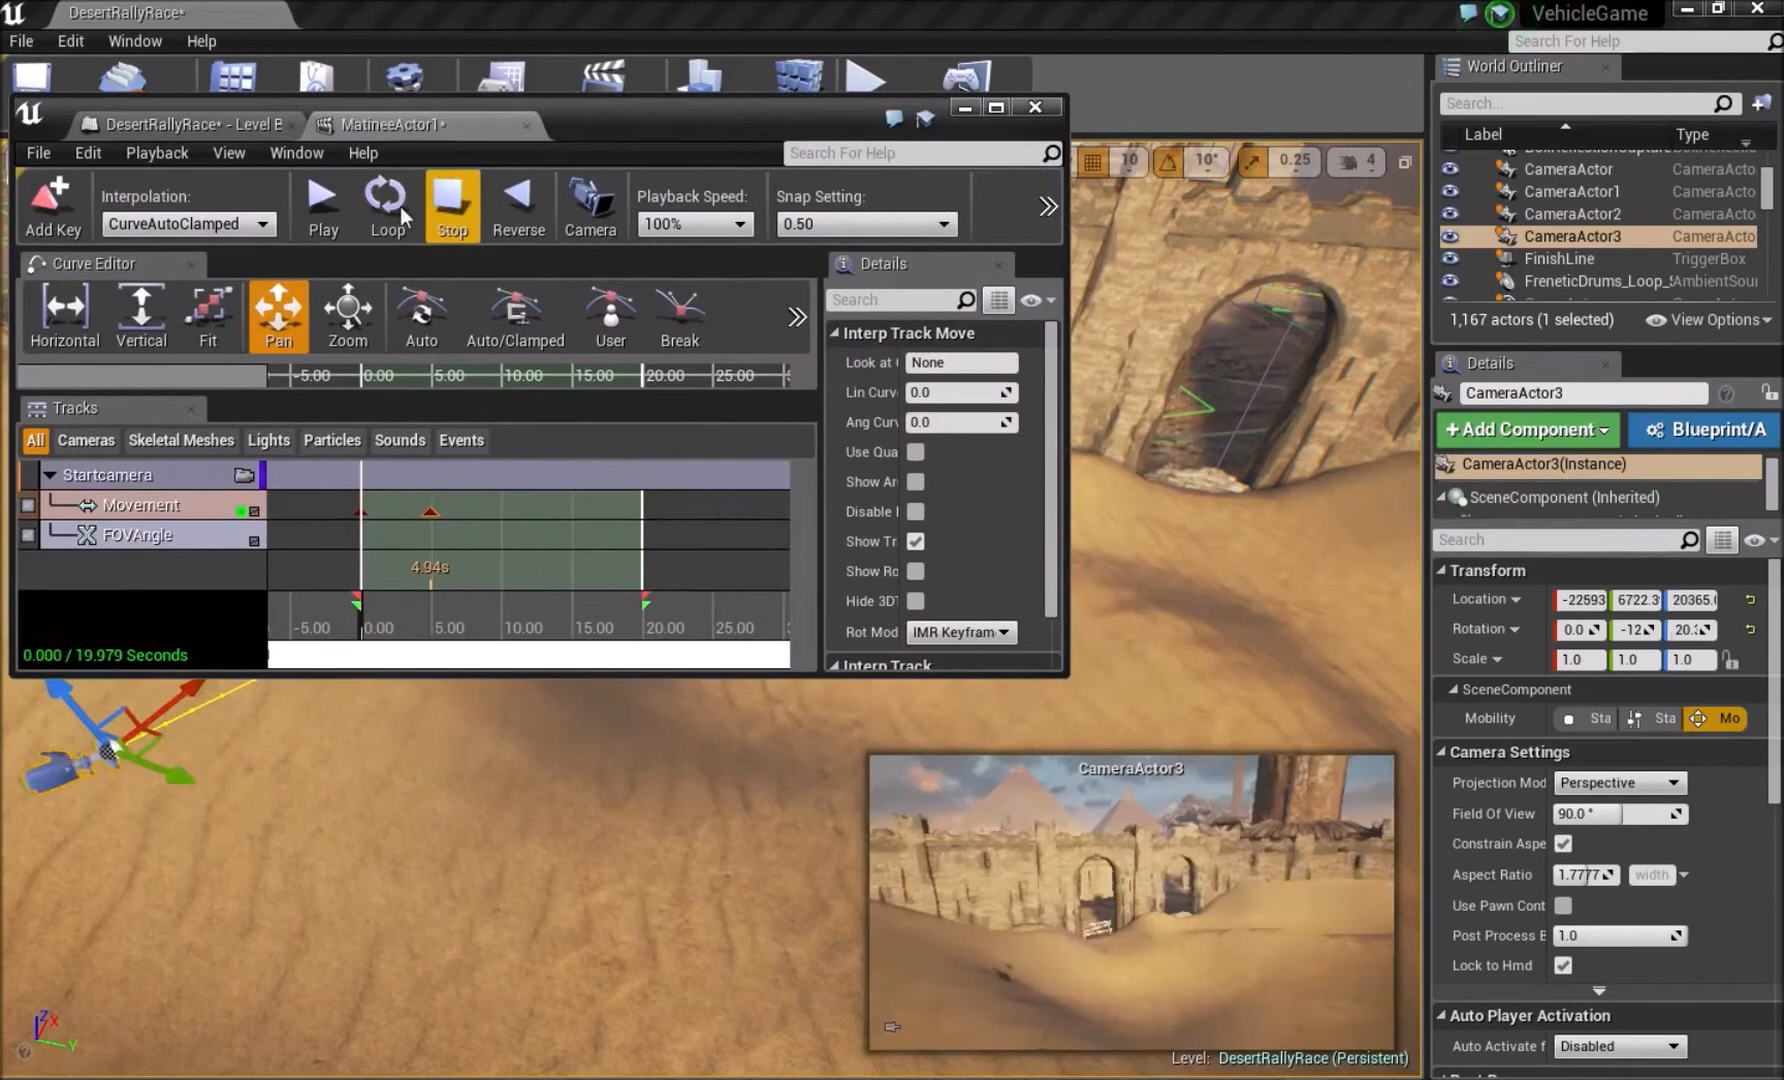 DesertRallyRace*
VehicleGame
File Edit Window Help
Search For Help
World Outliner
Search...
Label Type
CameraActor CameraActo
CameraActor1 CameraActo
CameraActor2 CameraActo
CameraActor3 CameraActo
FinishLine TriggerBox
FreneticDrums_Loop_ AmbientSou
1,167 actors (1 selected) View Options
DesertRallyRace* - Level E
MatineeActor1*
File Edit Playback View Window Help
Search For Help
10 10° 0.25 4
Add Key
Interpolation:
CurveAutoClamped
Play Loop Stop Reverse Camera
Playback Speed:
100%
Snap Setting:
0.50
Curve Editor
Horizontal Vertical Fit Pan Zoom Auto Auto/Clamped User Break
-5.00 0.00 5.00 10.00 15.00 20.00 25.00
Tracks
All Cameras Skeletal Meshes Lights Particles Sounds Events
Startcamera
Movement
FOVAngle
4.94s
-5.00 0.00 5.00 10.00 15.00 20.00 25.00
0.000 / 19.979 Seconds
Details
Search
Interp Track Move
Look at None
Lin Curv 0.0
Ang Cur 0.0
Use Qua
Show Ar
Disable
Show Tr
Show Ro
Hide 3D
Rot Mod IMR Keyfram
Interp Track
Details
CameraActor3
+Add Component Blueprint/A
CameraActor3(Instance)
SceneComponent (Inherited)
Search
Transform
Location -22593 6722.3 20365.
Rotation 0.0 -12 20.
Scale 1.0 1.0 1.0
SceneComponent
Mobility Sta Sta Mo
Camera Settings
Projection Mod Perspective
Field Of View 90.0 °
Constrain Aspe
Aspect Ratio 1.7777 width
Use Pawn Cont
Post Process B 1.0
Lock to Hmd
Auto Player Activation
Auto Activate f Disabled
CameraActor3
Level: DesertRallyRace (Persistent)
Z X Y